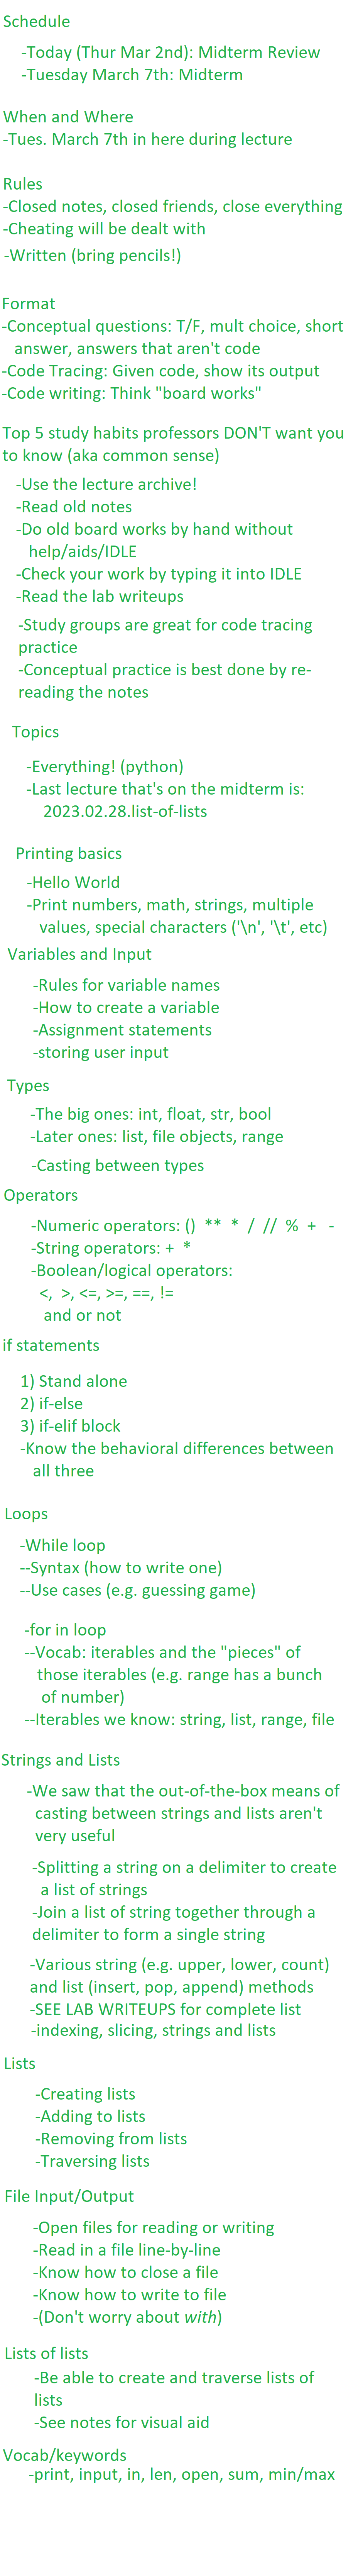 Schedule
-Today (Thur Mar 2nd): Midterm Review
-Tuesday March 7th: Midterm
When and Where
-Tues. March 7th in here during lecture
Rules
-Closed notes, closed friends, close everything
-Cheating will be dealt with
-Written (bring pencils!)
Format
-Conceptual questions: T/F, mult choice, short
answer, answers that aren't code
-Code Tracing: Given code, show its output
-Code writing: Think "board works"
Top 5 study habits professors DON'T want you
to know (aka common sense)
-Use the lecture archive!
-Read old notes
-Do old board works by hand without
help/aids/IDLE
-Check your work by typing it into IDLE
-Read the lab writeups
-Study groups are great for code tracing
practice
-Conceptual practice is best done by re-
reading the notes
Topics
-Everything! (python)
-Last lecture that's on the midterm is:
2023.02.28.list-of-lists
Printing basics
-Hello World
-Print numbers, math, strings, multiple
values, special characters ('\n', '\t', etc)
Variables and Input
-Rules for variable names
-How to create a variable
-Assignment statements
-storing user input
Types
-The big ones: int, float, str, bool
-Later ones: list, file objects, range
-Casting between types
Operators
-Numeric operators: () ** * / // % + -
-String operators: + *
-Boolean/logical operators:
<, >, <=, >=, ==, !=
and or not
if statements
1) Stand alone
2) if-else
3) if-elif block
-Know the behavioral differences between
all three
Loops
-While loop
--Syntax (how to write one)
--Use cases (e.g. guessing game)
-for in loop
--Vocab: iterables and the "pieces" of
those iterables (e.g. range has a bunch
of number)
--Iterables we know: string, list, range, file
Strings and Lists
-We saw that the out-of-the-box means of
casting between strings and lists aren't
very useful
-Splitting a string on a delimiter to create
a list of strings
-Join a list of string together through a
delimiter to form a single string
-Various string (e.g. upper, lower, count)
and list (insert, pop, append) methods
-SEE LAB WRITEUPS for complete list
-indexing, slicing, strings and lists
Lists
-Creating lists
-Adding to lists
-Removing from lists
-Traversing lists
File Input/Output
-Open files for reading or writing
-Read in a file line-by-line
-Know how to close a file
-Know how to write to file
-(Don't worry about with)
Lists of lists
-Be able to create and traverse lists of
lists
-See notes for visual aid
Vocab/keywords
-print, input, in, len, open, sum, min/max